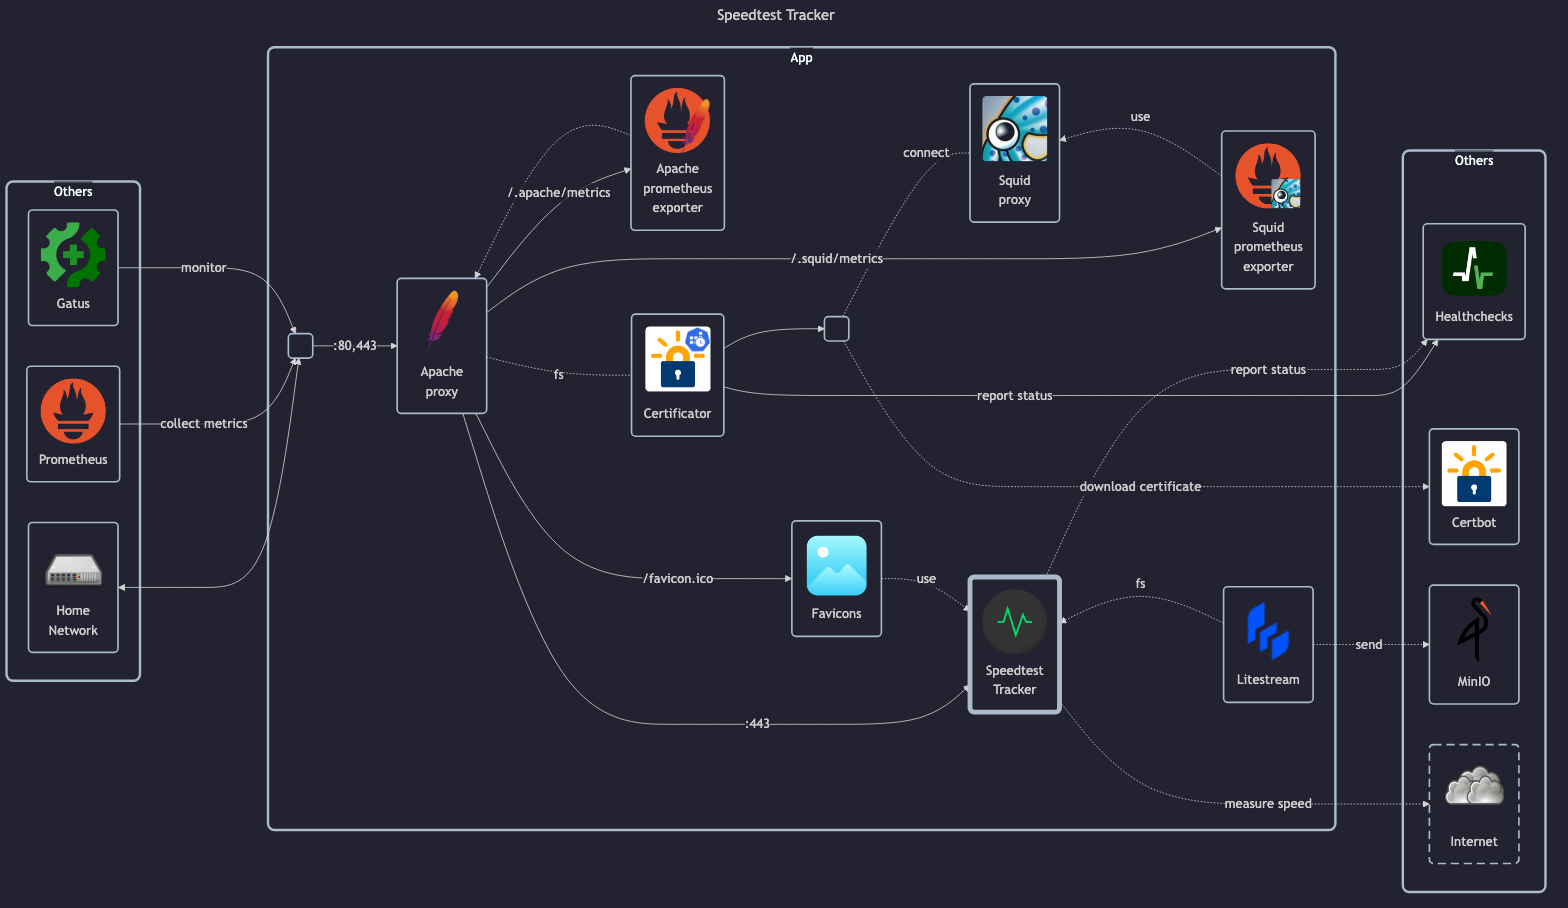 Speedtest Tracker
App
Others
Gatus
Prometheus
Home
Network
monitor
collect metrics
:80,443
Apache
proxy
/.apache/metrics
Apache
prometheus
exporter
/.squid/metrics
fs
Certificator
connect
Squid
proxy
use
Squid
prometheus
exporter
report status
report status
download certificate
/favicon.ico
Favicons
use
:443
Speedtest
Tracker
fs
Litestream
send
measure speed
Others
Healthchecks
Certbot
MinIO
Internet